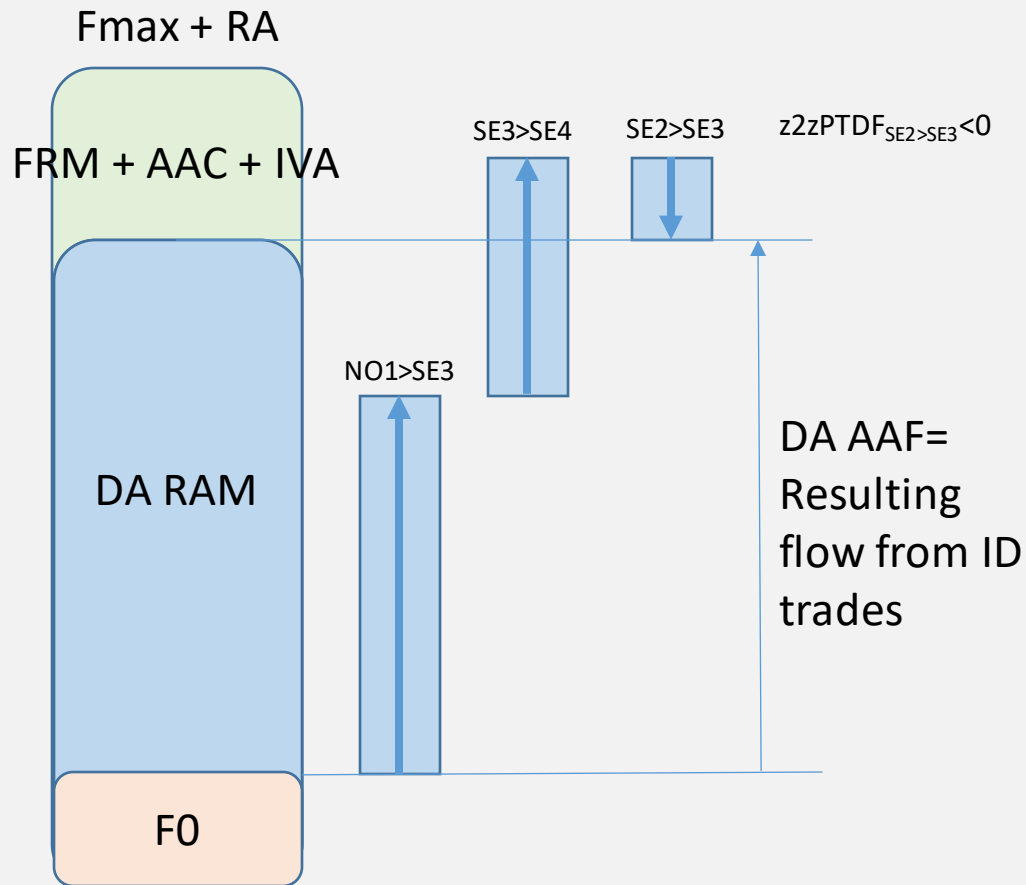 Fmax + RA
FRM + AAC + IVA
DA RAM
F0
NO1>SE3
SE3>SE4
SE2>SE3
z2zPTDFSE2>SE3<0
DA AAF=
Resulting
flow from ID
trades